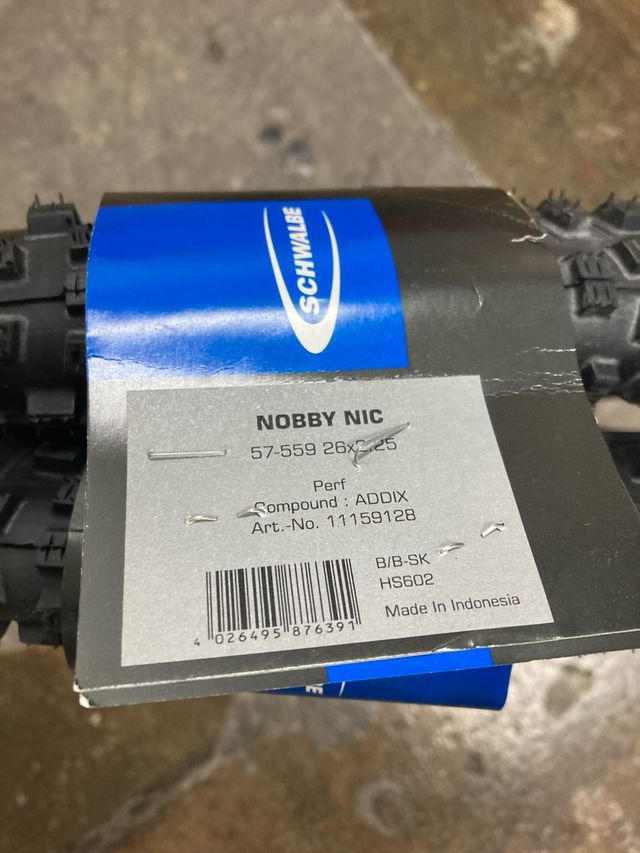 SCHWALBE
NOBBY NIC
57-559 26x2.25
Perf
Compound : ADDIX
Art.-No. 11159128
B/B-SK
HS602
Made In Indonesia
4 026495 876391